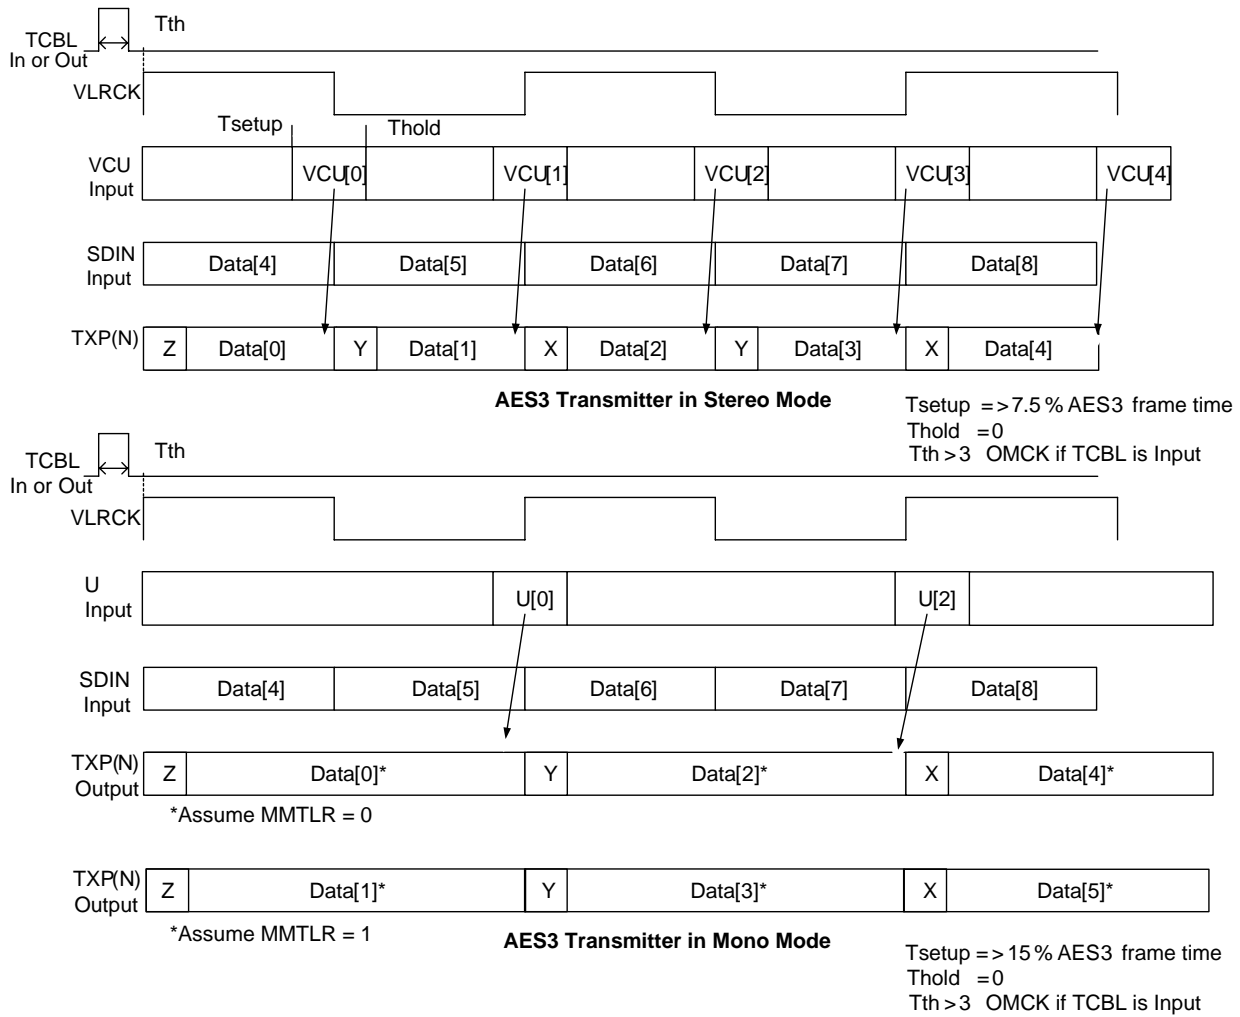 Tth
TCBL
In or Out
VLRCK
Tsetup
Thold
VCU
Input
VCU[0]
VCU[1]
VCU[2]
VCU[3]
VCU[4]
SDIN
Input
Data[4]
Data[5]
Data[6]
Data[7]
Data[8]
TXP(N)
Z
Data[0]
Y
Data[1]
X
Data[2]
Y
Data[3]
X
Data[4]
AES3 Transmitter in Stereo Mode
Tsetup =>7.5 % AES3 frame time
Thold =0
Tth >3 OMCK if TCBL is Input
Tth
TCBL
In or Out
VLRCK
U
Input
U[0]
U[2]
SDIN
Input
Data[4]
Data[5]
Data[6]
Data[7]
Data[8]
TXP(N)
Output
Z
Data[0]*
Y
Data[2]*
X
Data[4]*
*Assume MMTLR = 0
TXP(N)
Output
Z
Data[1]*
Y
Data[3]*
X
Data[5]*
*Assume MMTLR = 1
AES3 Transmitter in Mono Mode
Tsetup =>15 % AES3 frame time
Thold =0
Tth >3 OMCK if TCBL is Input